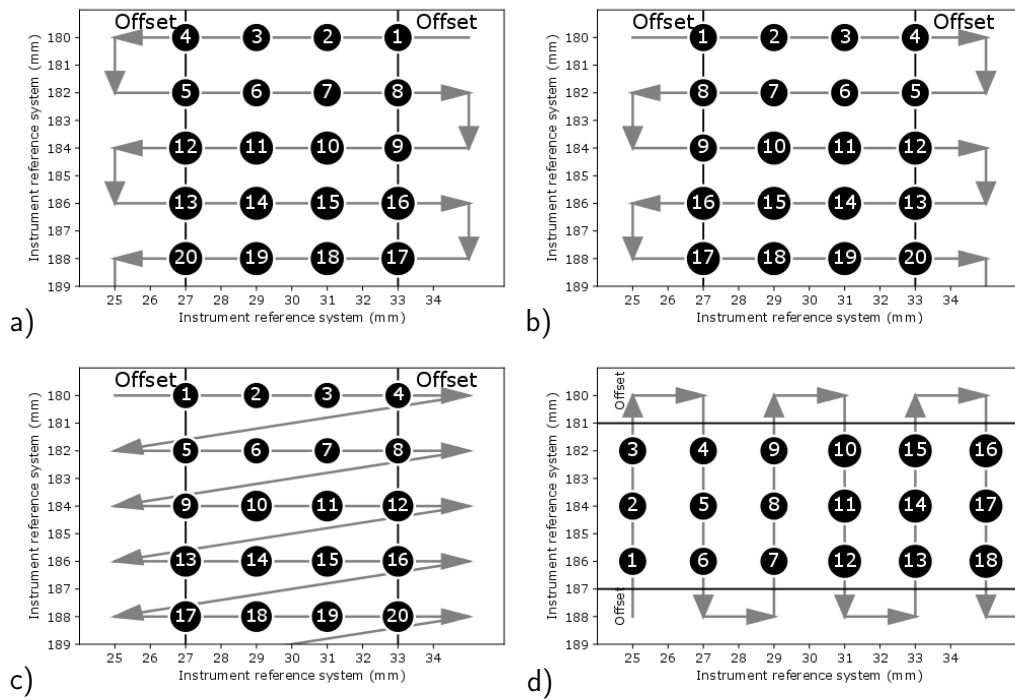 Offset Offset
180 4 3 2 1
181
182 5 6 7 8
183
184 12 11 10 9
185
186 13 14 15 16
187
188 20 19 18 17
189
25 26 27 28 29 30 31 32 33 34
Instrument reference system (mm)
Instrument reference system (mm)
a)
Offset Offset
180 1 2 3 4
181
182 8 7 6 5
183
184 9 10 11 12
185
186 16 15 14 13
187
188 17 18 19 20
189
25 26 27 28 29 30 31 32 33 34
Instrument reference system (mm)
Instrument reference system (mm)
b)
Offset Offset
180 1 2 3 4
181
182 5 6 7 8
183
184 9 10 11 12
185
186 13 14 15 16
187
188 17 18 19 20
189
25 26 27 28 29 30 31 32 33 34
Instrument reference system (mm)
Instrument reference system (mm)
c)
Offset
180
181
182 3 4 9 10 15 16
183
184 2 5 8 11 14 17
185
186 1 6 7 12 13 18
187
188
Offset
189
25 26 27 28 29 30 31 32 33 34
Instrument reference system (mm)
Instrument reference system (mm)
d)